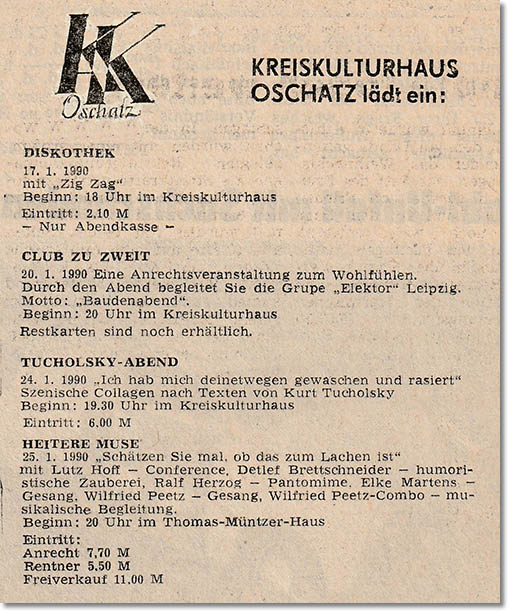 KK
Oschatz
KREISKULTURHAUS
OSCHATZ lädt ein:
DISKOTHEK
17. 1. 1990
mit „Zig Zag"
Beginn: 18 Uhr im Kreiskulturhaus
Eintritt: 2,10 M
— Nur Abendkasse —
CLUB ZU ZWEIT
20. 1. 1990 Eine Anrechtsveranstaltung zum Wohlfühlen.
Durch den Abend begleitet Sie die Grupe „Elektor" Leipzig.
Motto: „Baudenabend".
Beginn: 20 Uhr im Kreiskulturhaus
Restkarten sind noch erhältlich.
TUCHOLSKY-ABEND
24. 1. 1990 „Ich hab mich deinetwegen gewaschen und rasiert"
Szenische Collagen nach Texten von Kurt Tucholsky
Beginn: 19.30 Uhr im Kreiskulturhaus
Eintritt: 6,00 M
HEITERE MUSE
25. 1. 1990 „Schätzen Sie mal, ob das zum Lachen ist"
mit Lutz Hoff — Conference, Detlef Brettschneider — humori-
stische Zauberei, Ralf Herzog — Pantomime, Elke Martens —
Gesang, Wilfried Peetz — Gesang, Wilfried Peetz-Combo — mu-
sikalische Begleitung.
Beginn: 20 Uhr im Thomas-Müntzer-Haus
Eintritt:
Anrecht 7,70 M
Rentner 5,50 M
Freiverkauf 11,00 M